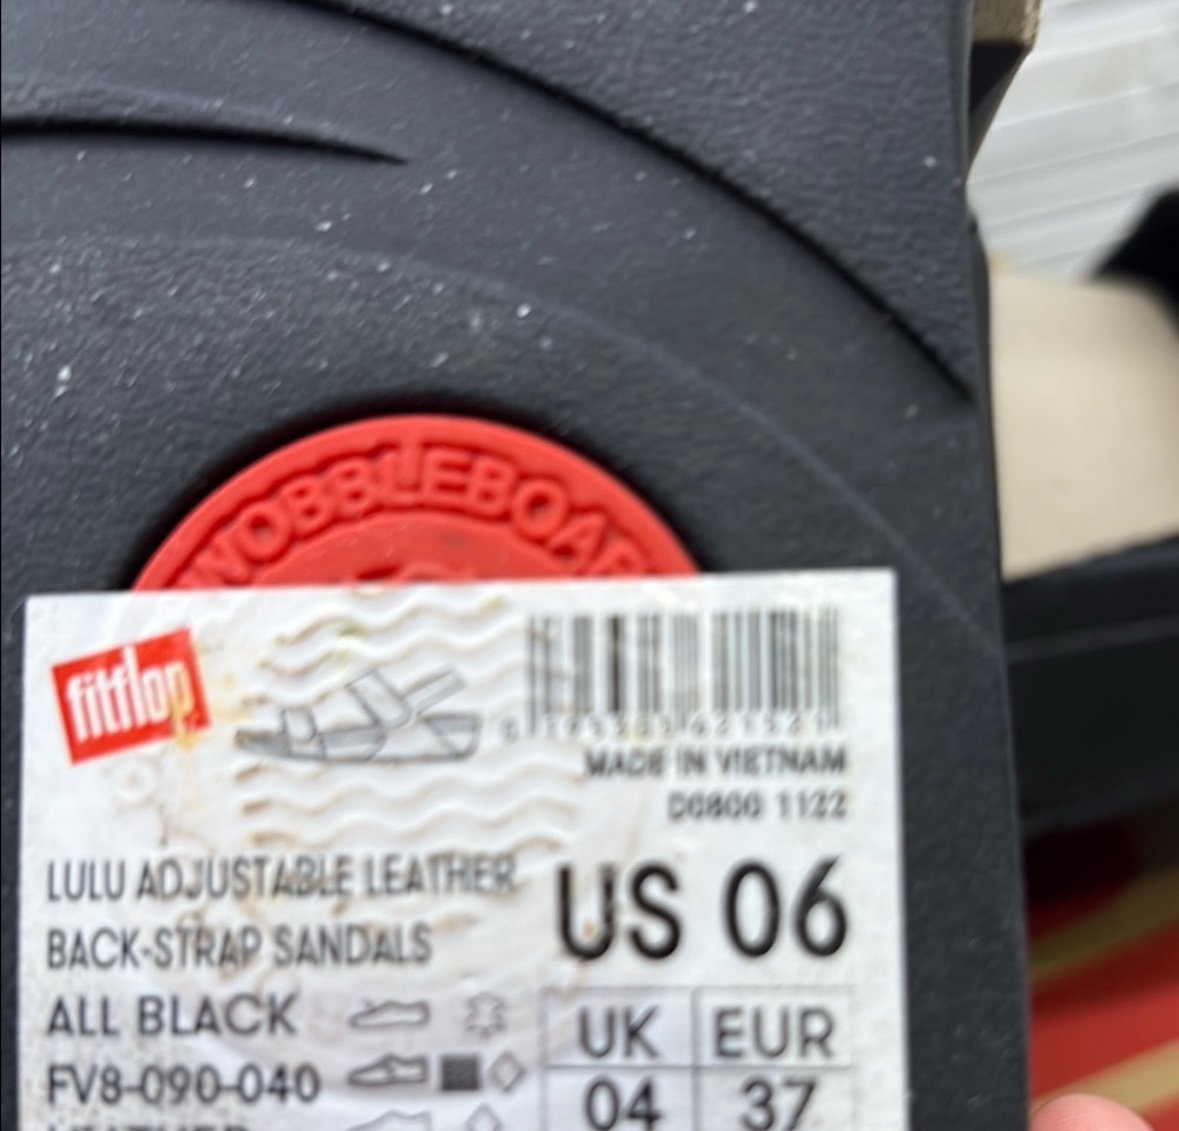 WOBBLEBOAR
fitflop
MADE IN VIETNAM
D0800 1122
LULU ADJUSTABLE LEATHER
BACK-STRAP SANDALS
US 06
ALL BLACK
FV8-090-040
UK EUR
04 37